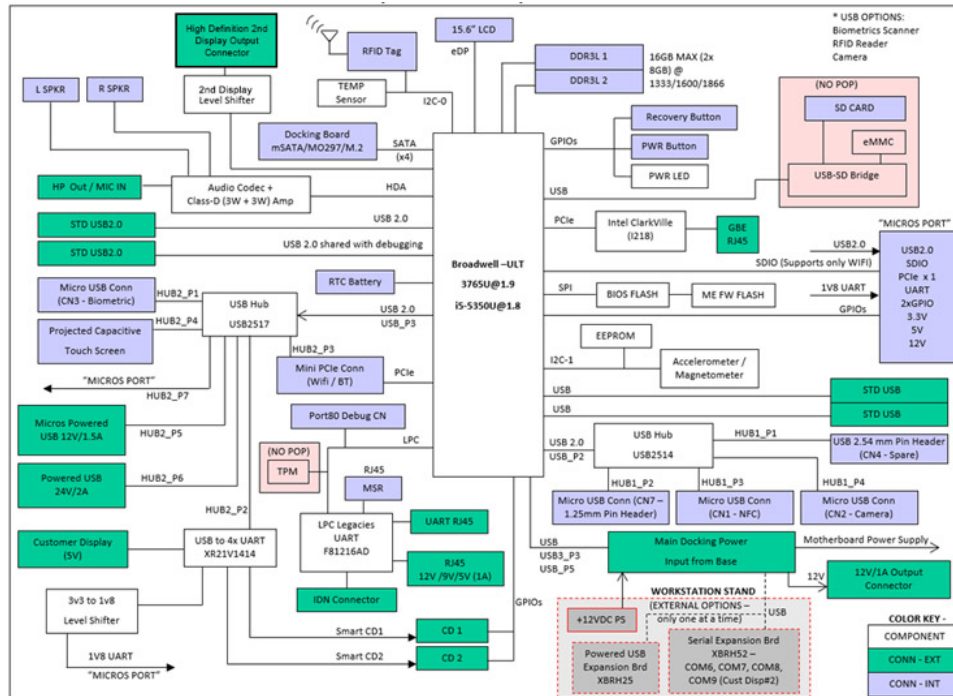 High Definition 2nd
Display Output
Connector
2nd Display
Level Shifter
L SPKR
R SPKR
RFID Tag
TEMP
Sensor
I2C-0
15.6" LCD
eDP
DDR3L 1
DDR3L 2
16GB MAX (2x
8GB) @
1333/1600/1866
* USB OPTIONS:
Biometrics Scanner
RFID Reader
Camera
(NO POP)
SD CARD
eMMC
USB-SD Bridge
Docking Board
mSATA/MO297/M.2
SATA
(x4)
GPIOs
Recovery Button
PWR Button
PWR LED
USB
HP Out / MIC IN
Audio Codec +
Class-D (3W + 3W) Amp
HDA
STD USB2.0
USB 2.0
STD USB2.0
USB 2.0 shared with debugging
Broadwell –ULT
3765U@1.9
i5-5350U@1.8
PCIe
Intel ClarkVille
(I218)
GBE
RJ45
"MICROS PORT"
USB2.0
SDIO (Supports only WIFI)
1V8 UART
GPIOs
USB2.0
SDIO
PCIe x 1
UART
2xGPIO
3.3V
5V
12V
SPI
BIOS FLASH
ME FW FLASH
RTC Battery
Micro USB Conn
(CN3 - Biometric)
HUB2_P1
Projected Capacitive
Touch Screen
HUB2_P4
USB Hub
USB2517
USB 2.0
USB_P3
HUB2_P3
Mini PCIe Conn
(Wifi / BT)
PCIe
EEPROM
I2C-1
Accelerometer /
Magnetometer
"MICROS PORT"
HUB2_P7
Micros Powered
USB 12V/1.5A
HUB2_P5
Powered USB
24V/2A
HUB2_P6
HUB2_P2
Port80 Debug CN
LPC
(NO POP)
TPM
RJ45
MSR
LPC Legacies
UART
F81216AD
UART RJ45
RJ45
12V /9V/5V (1A)
IDN Connector
USB
STD USB
USB
STD USB
USB 2.0
USB_P2
USB Hub
USB2514
HUB1_P1
USB 2.54 mm Pin Header
(CN4 - Spare)
HUB1_P2
HUB1_P3
HUB1_P4
Micro USB Conn (CN7 –
1.25mm Pin Header)
Micro USB Conn
(CN1 - NFC)
Micro USB Conn
(CN2 - Camera)
Customer Display
(5V)
USB to 4x UART
XR21V1414
3v3 to 1v8
Level Shifter
1V8 UART
"MICROS PORT"
Smart CD1
CD 1
Smart CD2
CD 2
GPIOs
USB
USB3_P3
USB_P5
Main Docking Power
Input from Base
Motherboard Power Supply
12V
12V/1A Output
Connector
WORKSTATION STAND
(EXTERNAL OPTIONS –
only one at a time)
USB
+12VDC PS
Powered USB
Expansion Brd
XBRH25
Serial Expansion Brd
XBRH52 –
COM6, COM7, COM8,
COM9 (Cust Disp#2)
COLOR KEY -
COMPONENT
CONN - EXT
CONN - INT